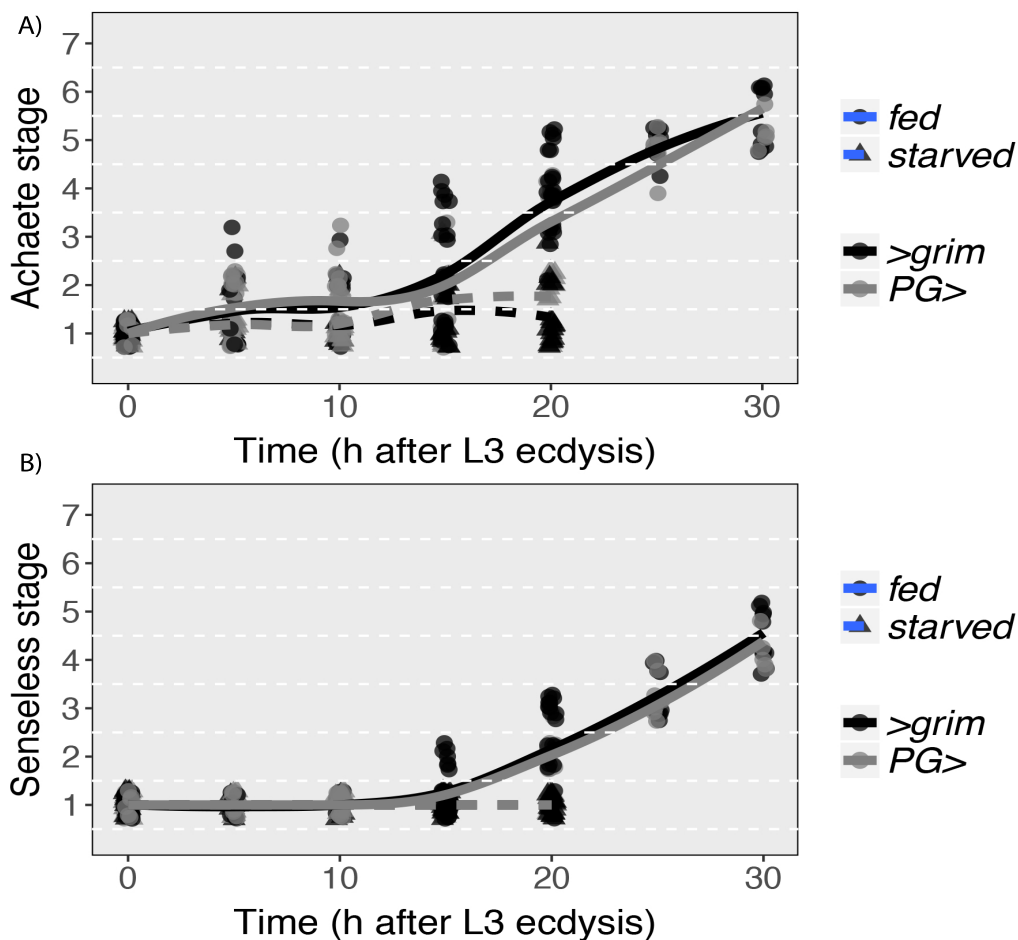 A)
Achaete stage
7
6
5
4
3
2
1
0 10 20 30
Time (h after L3 ecdysis)
fed
starved
>grim
PG>
B)
Senseless stage
7
6
5
4
3
2
1
0 10 20 30
Time (h after L3 ecdysis)
fed
starved
>grim
PG>